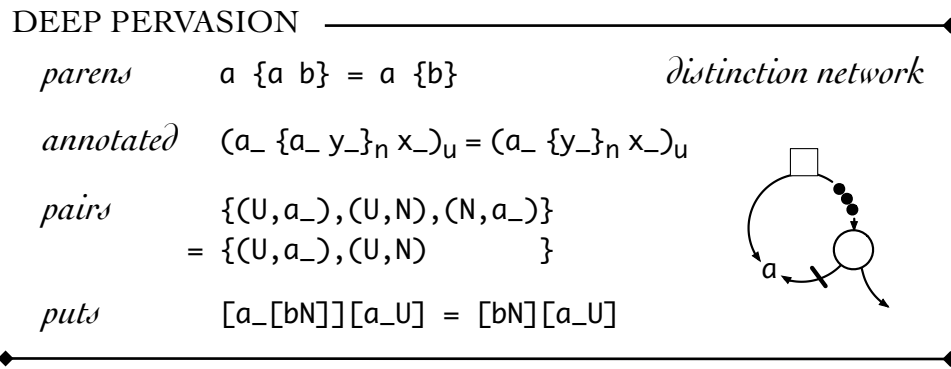 DEEP PERVASION
parens a {a b} = a {b} distinction network
annotated (a_ {a_ y_}n x_)u = (a_ {y_}n x_)u
pairs {(U,a_),(U,N),(N,a_)}
= {(U,a_),(U,N) }
a
puts [a_[bN]][a_U] = [bN][a_U]